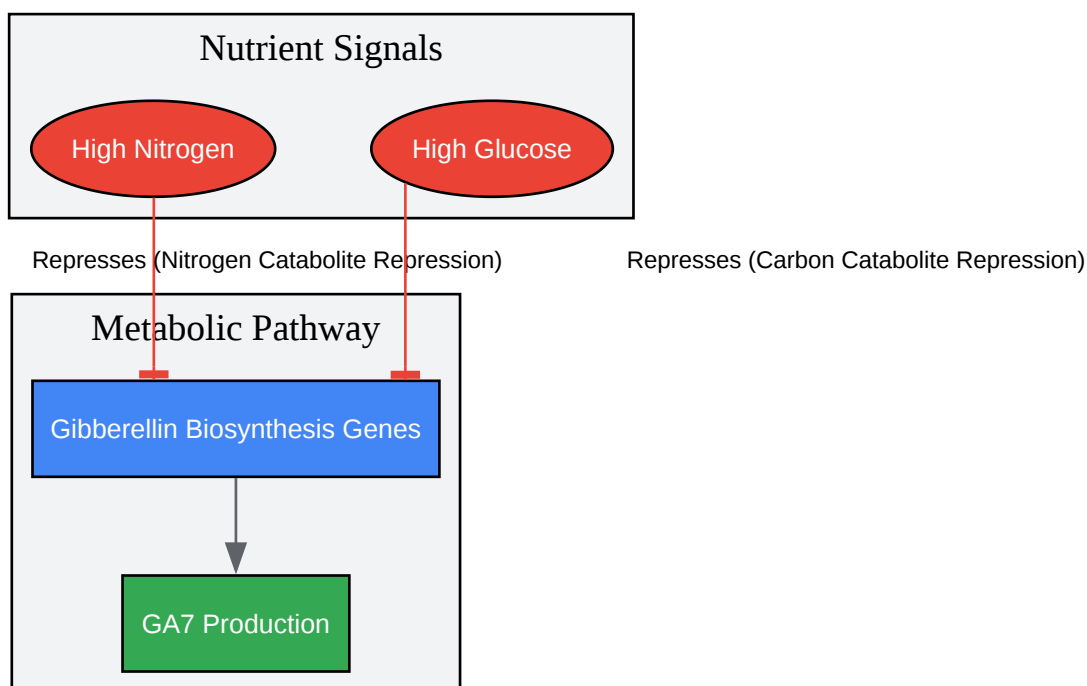 Nutrient Signals
High Nitrogen
High Glucose
Represses (Nitrogen Catabolite Repression)
Represses (Carbon Catabolite Repression)
Metabolic Pathway
Gibberellin Biosynthesis Genes
GA7 Production